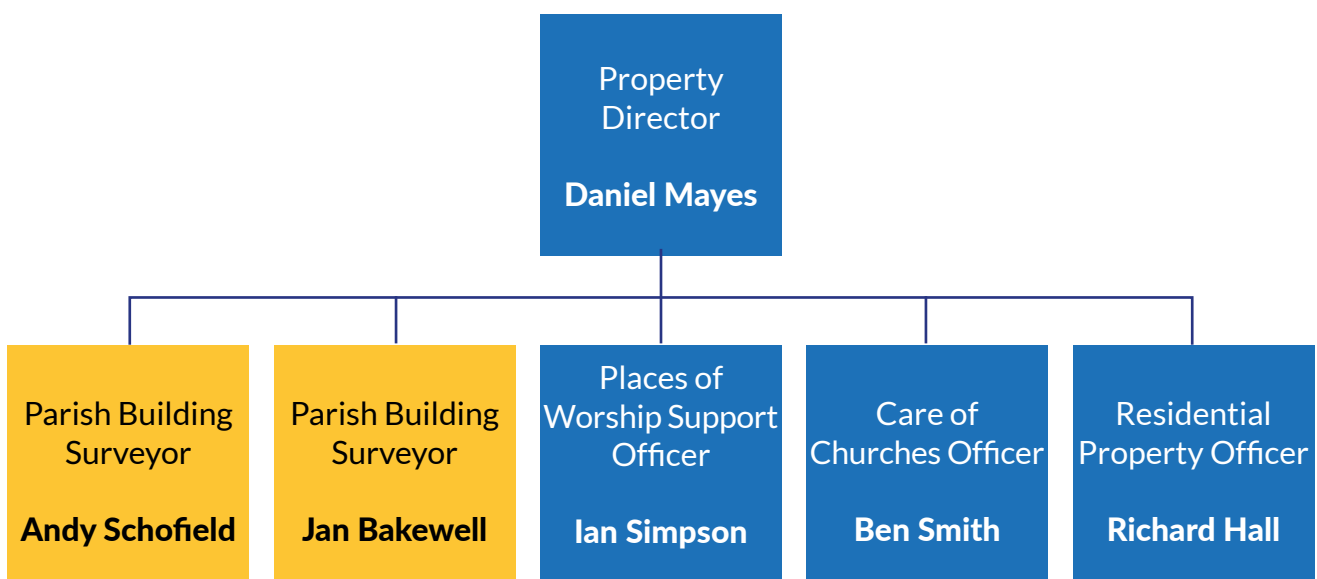 Property
Director
Daniel Mayes
Parish Building
Surveyor
Andy Schofield
Parish Building
Surveyor
Jan Bakewell
Places of
Worship Support
Officer
Ian Simpson
Care of
Churches Officer
Ben Smith
Residential
Property Officer
Richard Hall